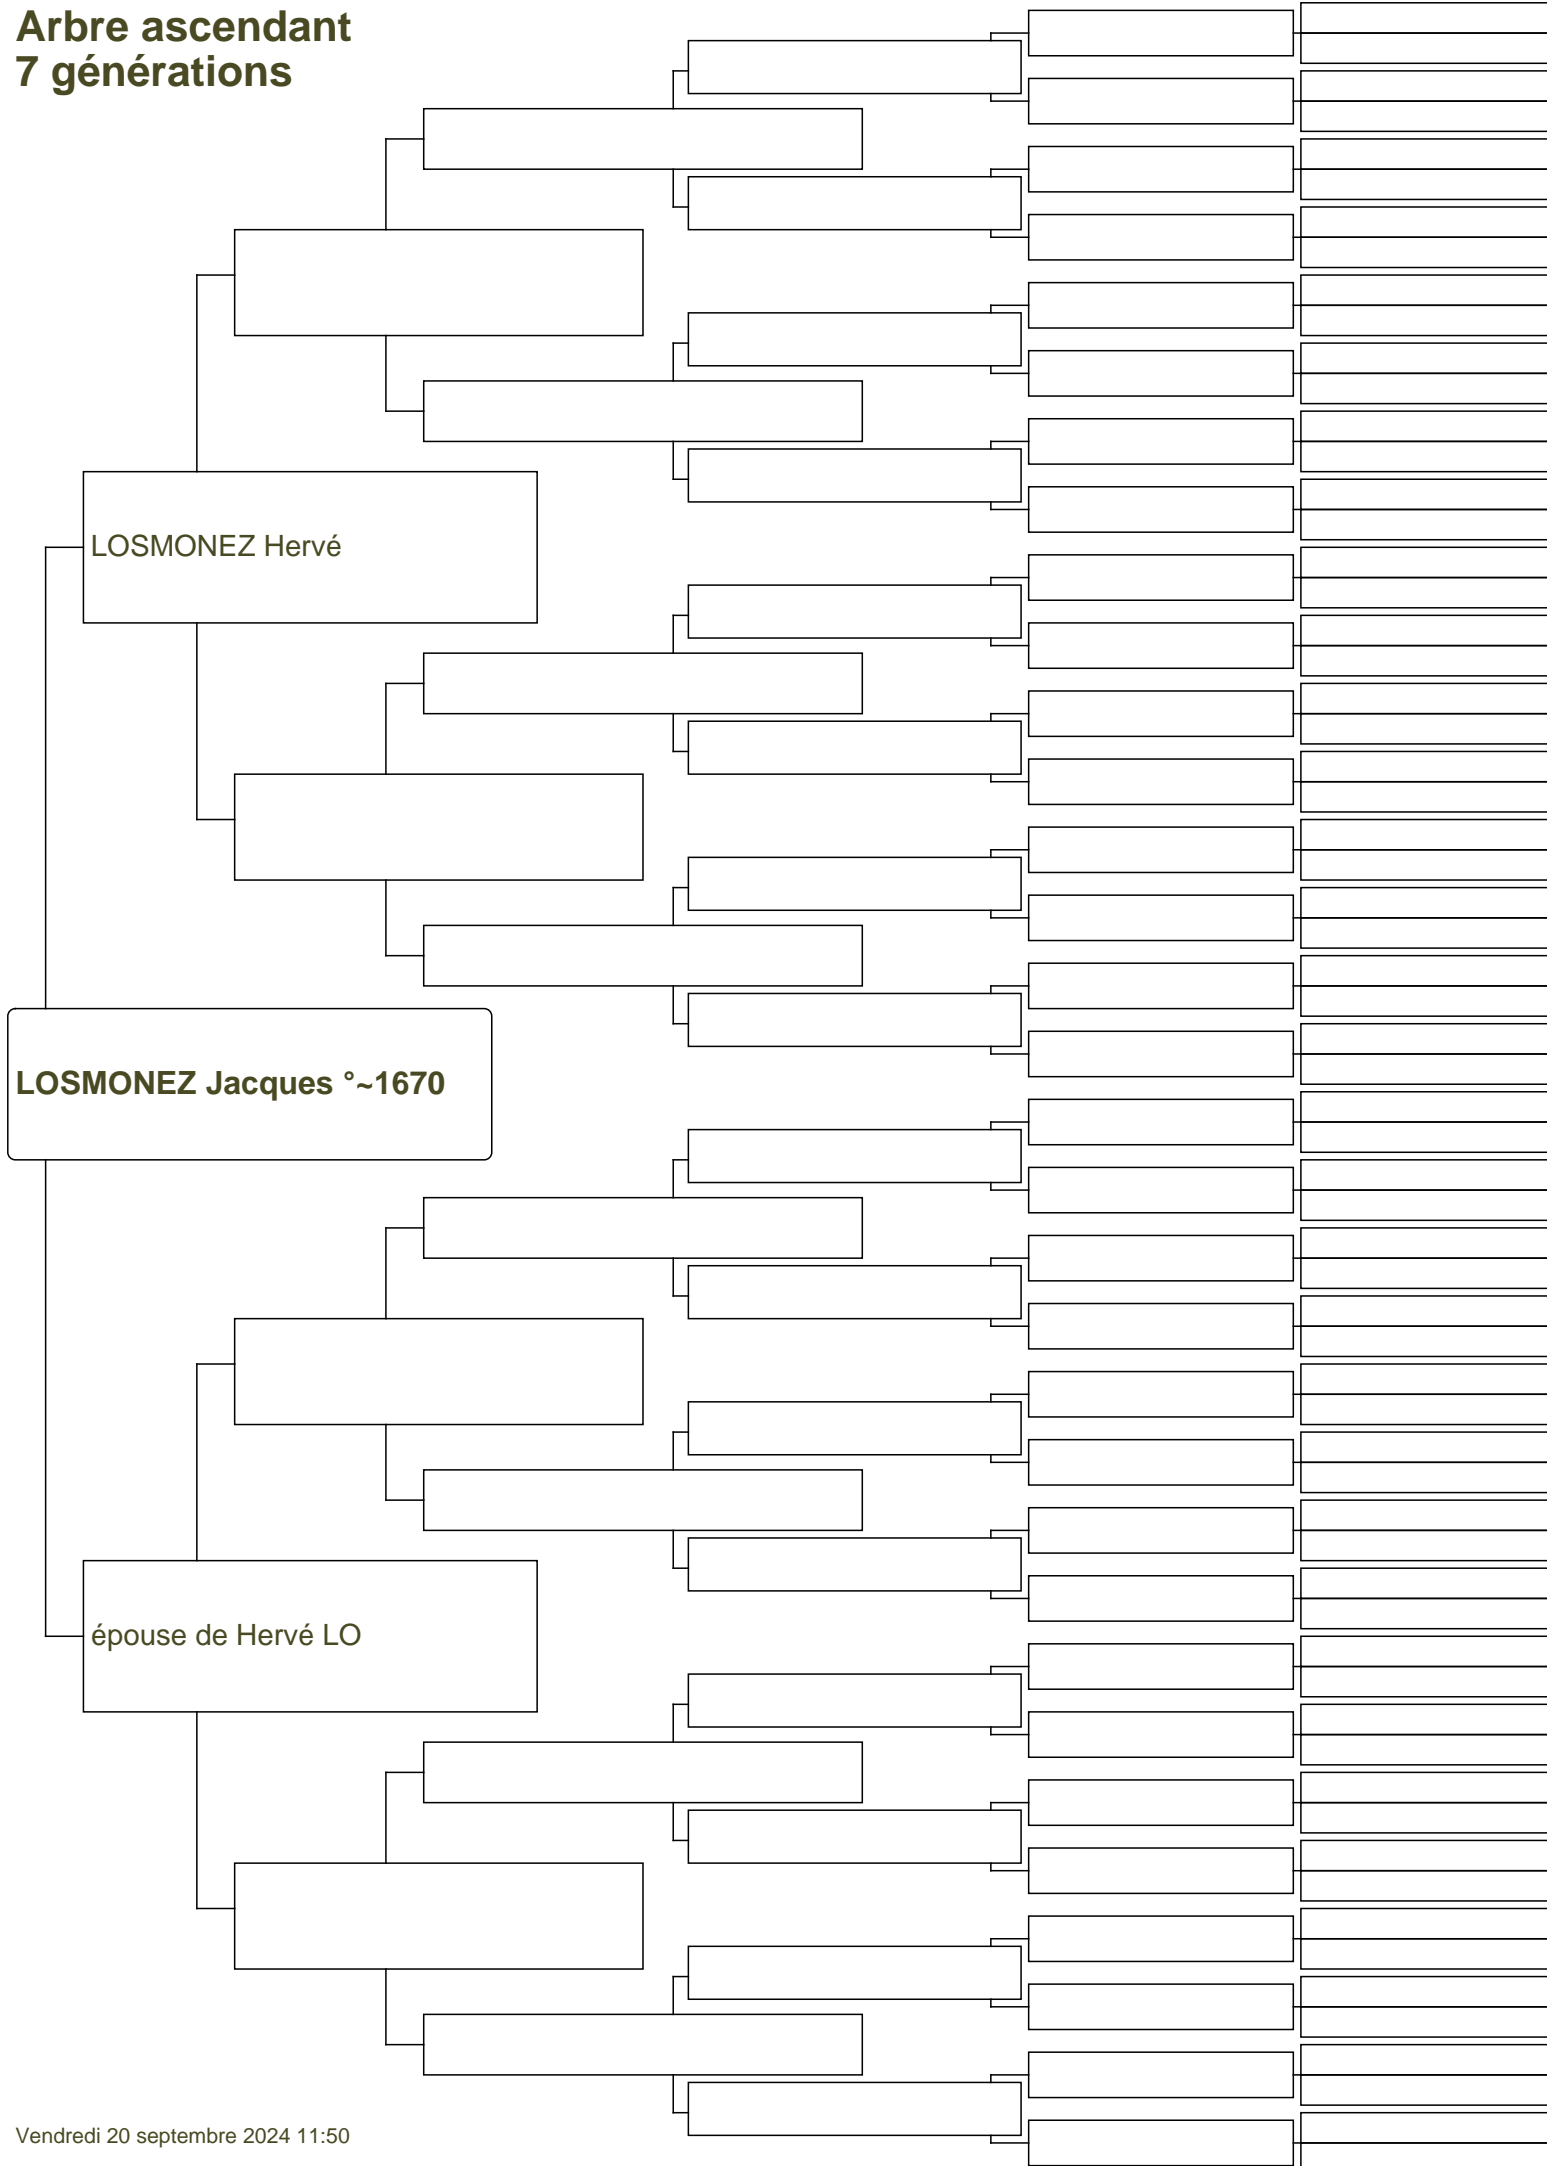 Arbre ascendant
7 générations
LOSMONEZ Hervé
LOSMONEZ Jacques °~1670
épouse de Hervé LO
Vendredi 20 septembre 2024 11:50